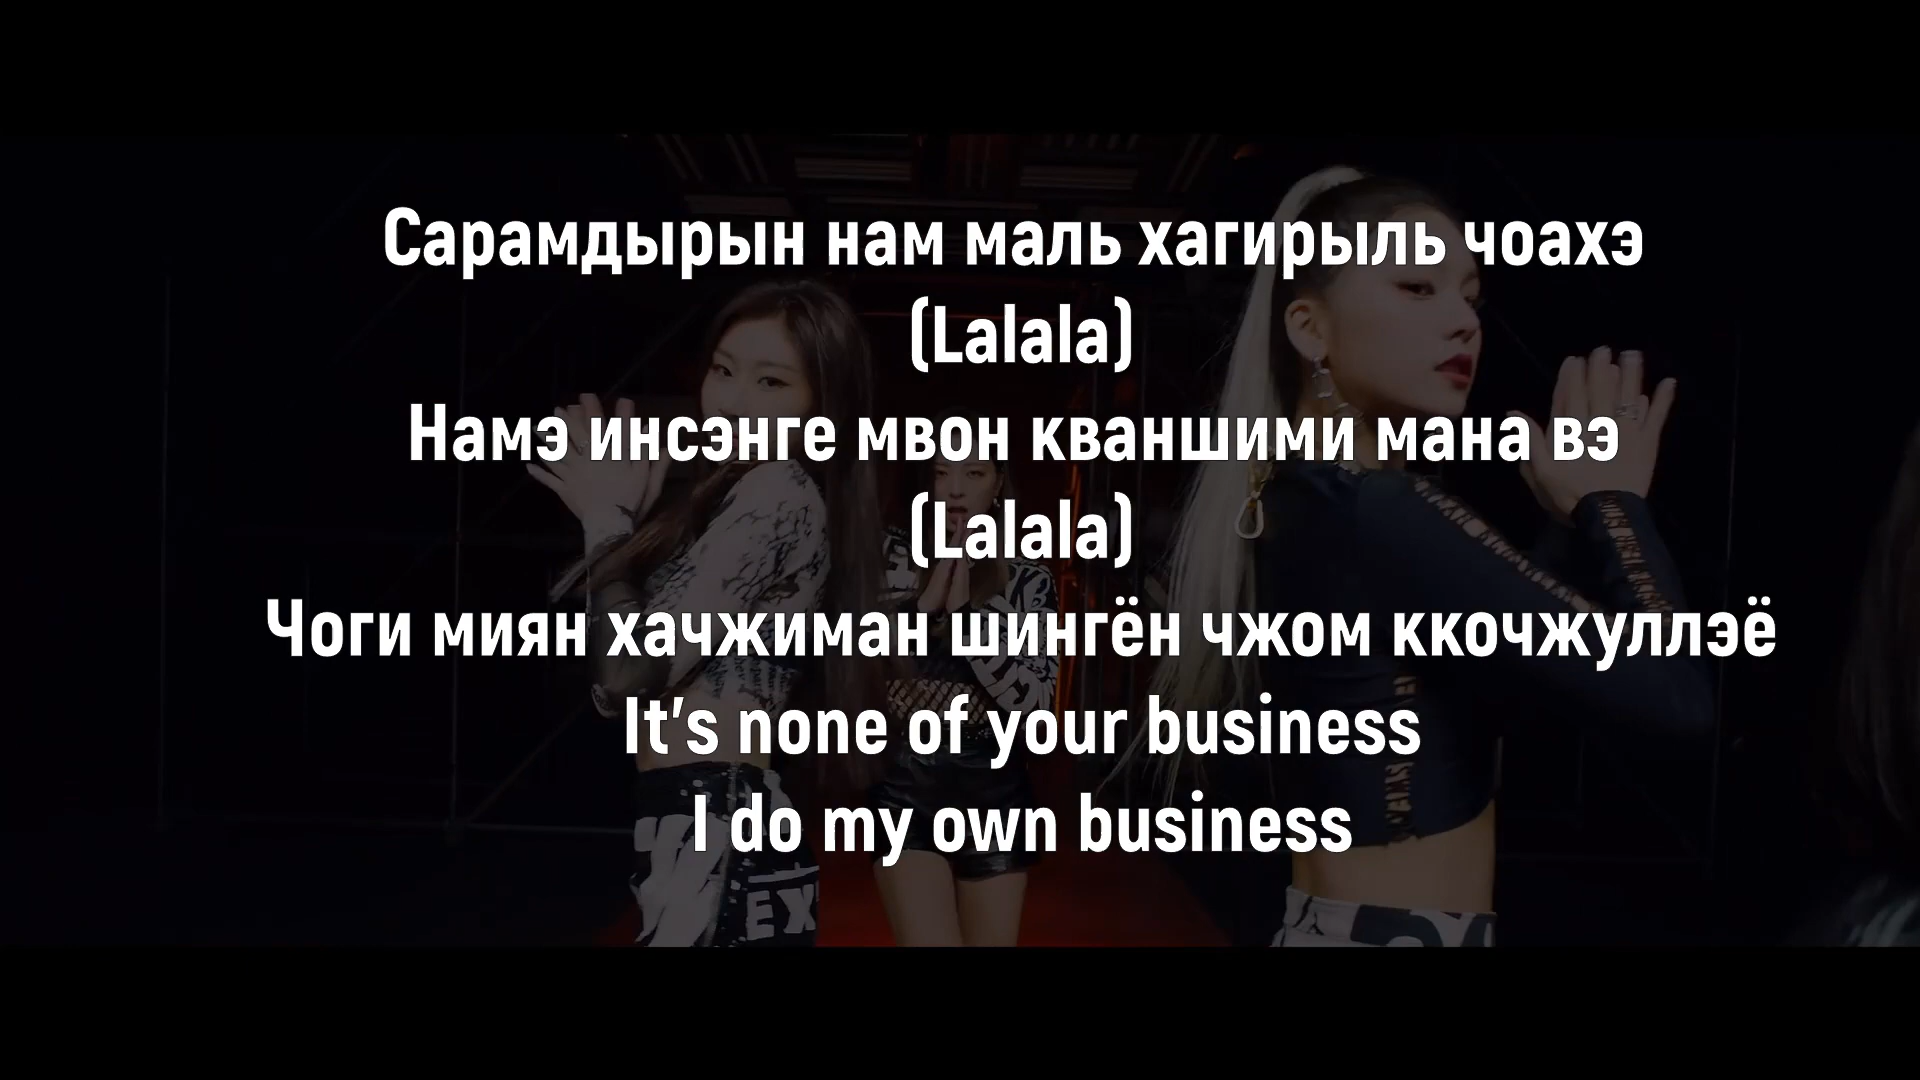 Сарамдырын нам маль хагирыль чоахэ
(Lalala)
Намэ инсэнге мвон кваншими мана вэ
(Lalala)
Чоги миян хачжиман шингён чжом ккочжуллэё
It's none of your business
I do my own business
EX